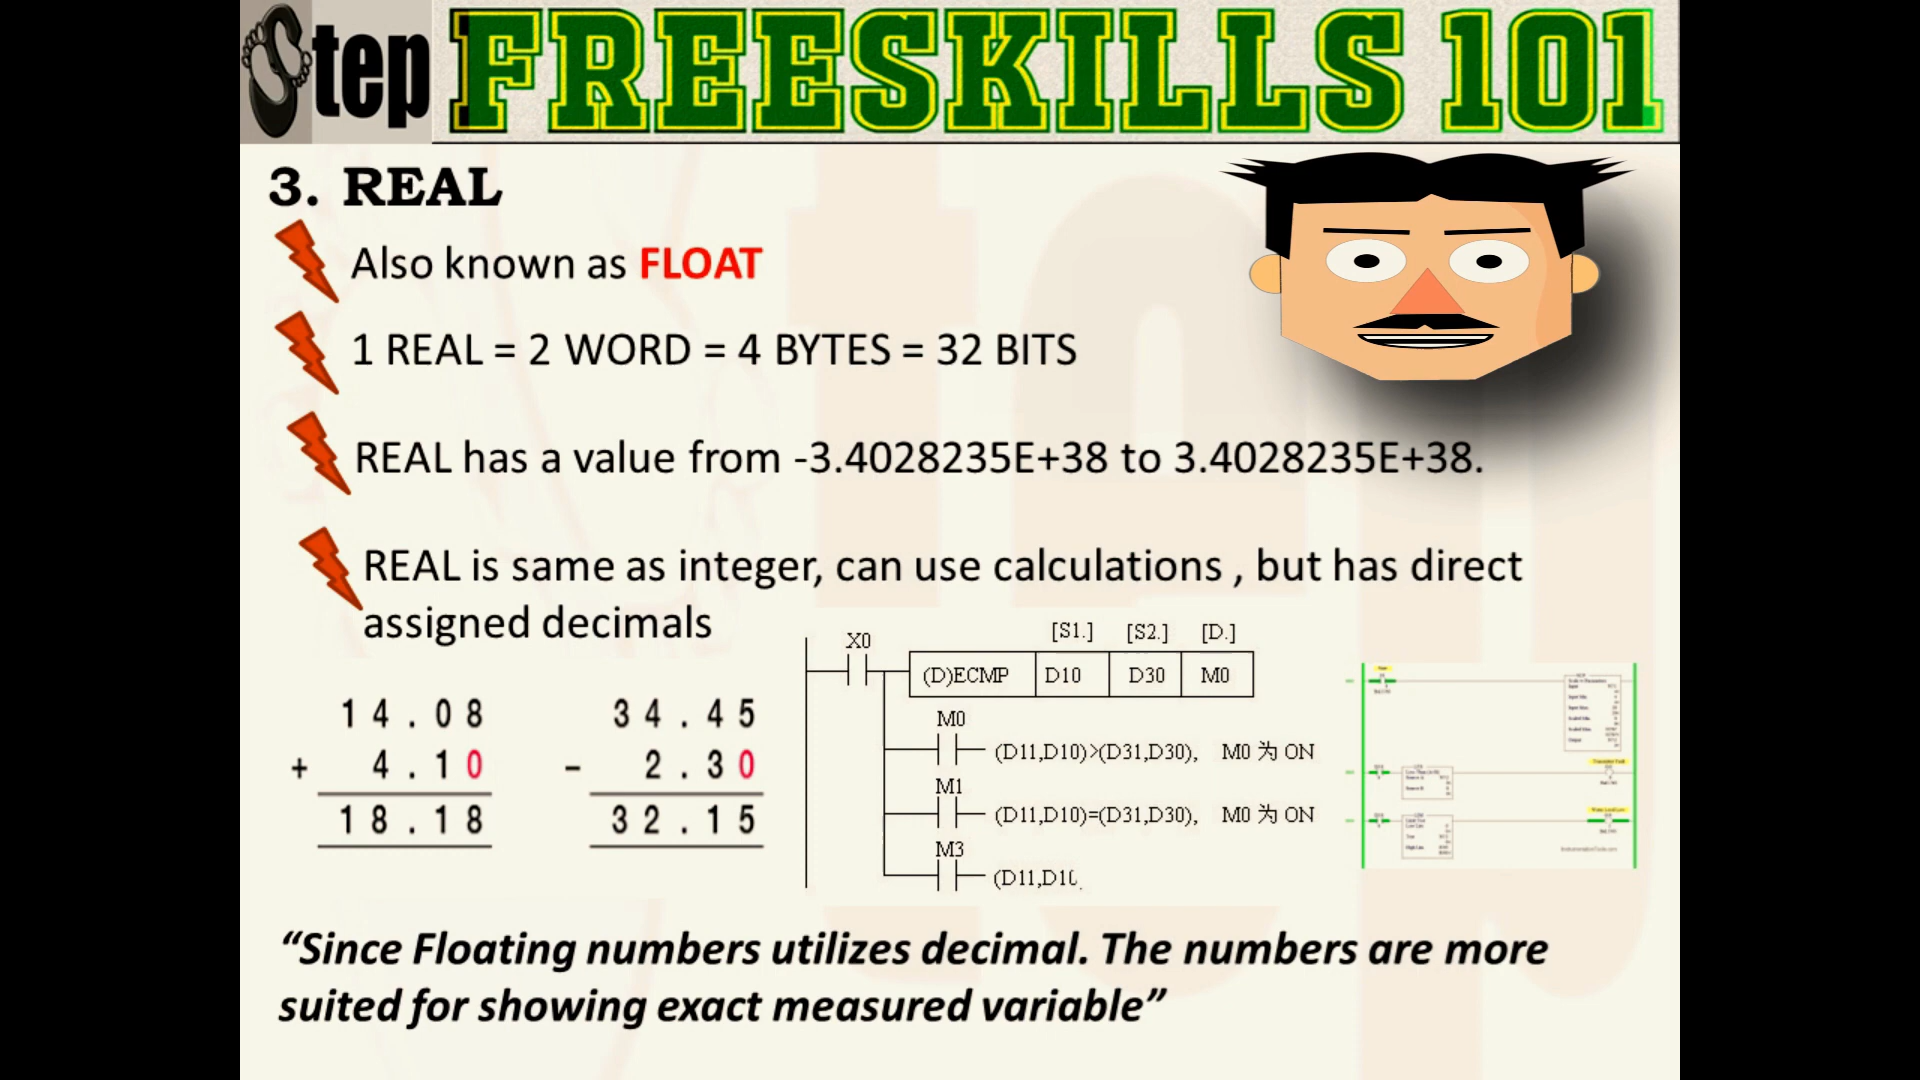 Step FREESKILLS 101
3. REAL
Also known as FLOAT
1 REAL = 2 WORD = 4 BYTES = 32 BITS
REAL has a value from -3.4028235E+38 to 3.4028235E+38.
REAL is same as integer, can use calculations , but has direct
assigned decimals
14.08
+ 4.10
18.18
34.45
- 2.30
32.15
[S1.] [S2.] [D.]
X0
(D)ECMP D10 D30 M0
M0
(D11,D10)>(D31,D30), M0 为 ON
M1
(D11,D10)=(D31,D30), M0 为 ON
M3
(D11,D10
“Since Floating numbers utilizes decimal. The numbers are more
suited for showing exact measured variable”